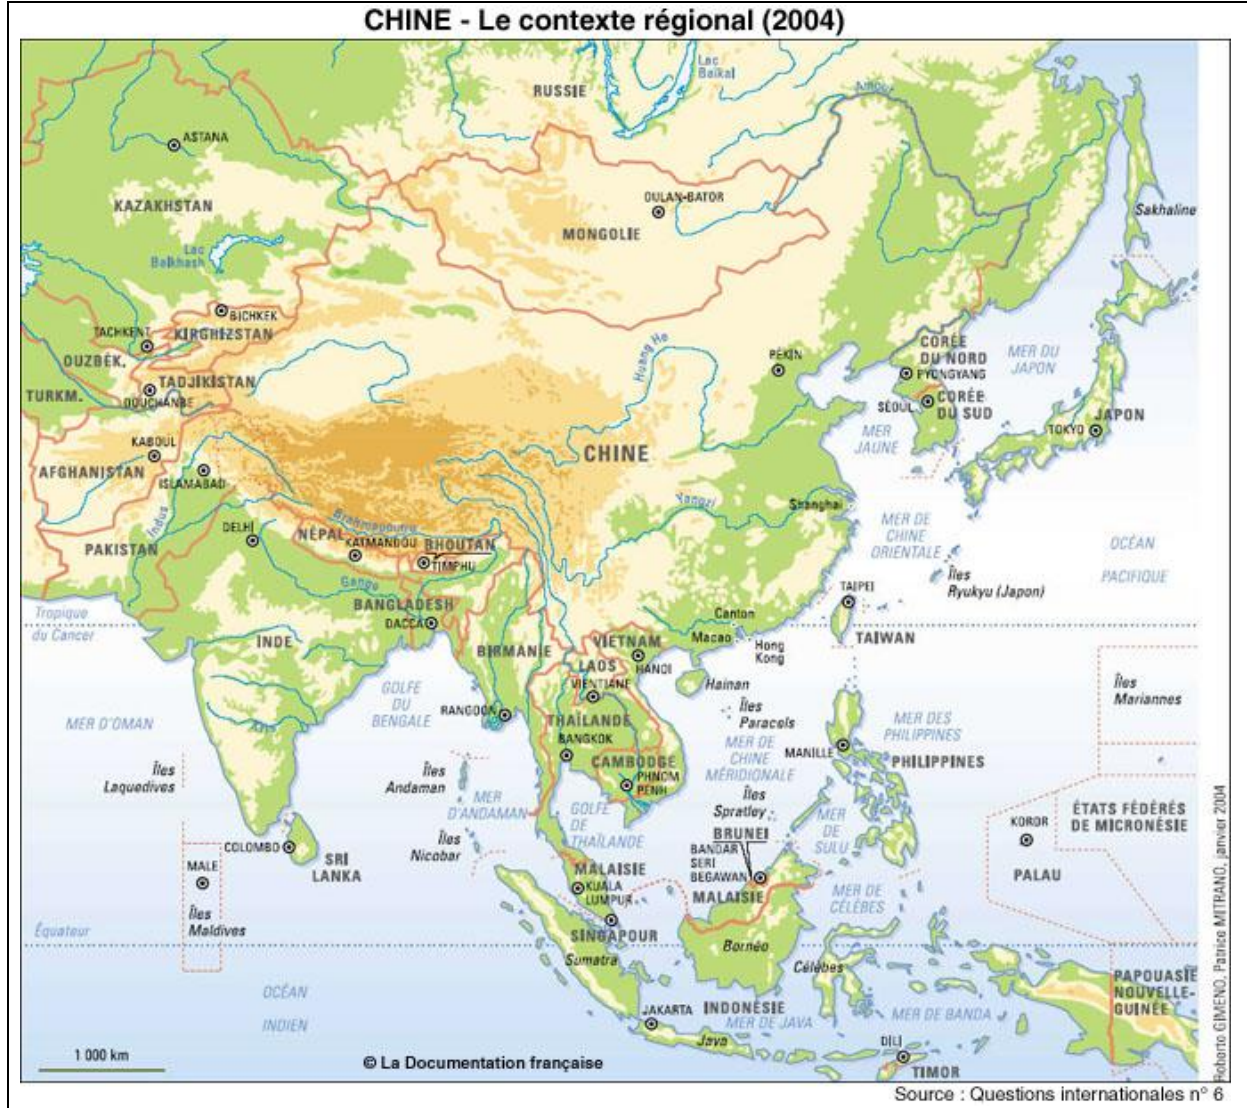 CHINE - Le contexte régional (2004)
Lac
Baïkal
RUSSIE
Amour
ASTANA
KAZAKHSTAN
OULAN-BATOR
MONGOLIE
Sakhaline
Lac
Balkhash
BICHKEK
TACHKENT
KIRGHIZSTAN
OUZBÉK.
TADJIKISTAN
TURKM.
DOUCHANBE
Huang He
PÉKIN
CORÉE
DU NORD
PYONGYANG
MER DU
JAPON
SÉOUL
CORÉE
DU SUD
JAPON
TOKYO
MER
JAUNE
KABOUL
AFGHANISTAN
ISLAMABAD
CHINE
Indus
Yangzi
Shanghai
DELHI
NÉPAL
KATMANDOU
Brahmapoutre
BHOUTAN
TIMPHU
PAKISTAN
MER DE
CHINE
ORIENTALE
OCÉAN
PACIFIQUE
Îles
Ryukyu (Japon)
Gange
BANGLADESH
DACCA
TAIPEI
TAIWAN
Tropique
du Cancer
INDE
BIRMANIE
Canton
Macao
Hong
Kong
VIETNAM
HANOI
LAOS
VIENTIANE
Hainan
GOLFE
DU
BENGALE
MER D'OMAN
RANGOON
THAÏLANDE
BANGKOK
Îles
Paracels
MER DE
CHINE
MÉRIDIONALE
MER DES
PHILIPPINES
MANILLE
PHILIPPINES
Îles
Mariannes
CAMBODGE
PHNOM
PENH
Îles
Laquedives
Îles
Andaman
MER
D'ANDAMAN
GOLFE
DE
THAÏLANDE
Îles
Spratley
MER
DE
SULU
ÉTATS FÉDÉRÉS
DE MICRONÉSIE
KOROR
PALAU
Îles
Nicobar
COLOMBO
SRI
LANKA
BRUNEI
BANDAR
SERI
BEGAWAN
MALE
Îles
Maldives
MALAISIE
KUALA
LUMPUR
MALAISIE
MER DE
CÉLÈBES
SINGAPOUR
Équateur
Sumatra
Bornéo
Célèbes
PAPOUASIE
NOUVELLE-
GUINÉE
OCÉAN
INDIEN
JAKARTA
INDONÉSIE
MER DE JAVA
MER DE BANDA
Java
DILI
TIMOR
1 000 km
© La Documentation française
Roberto GIMENO, Patrice MITRANO, janvier 2004
Source : Questions internationales n° 6